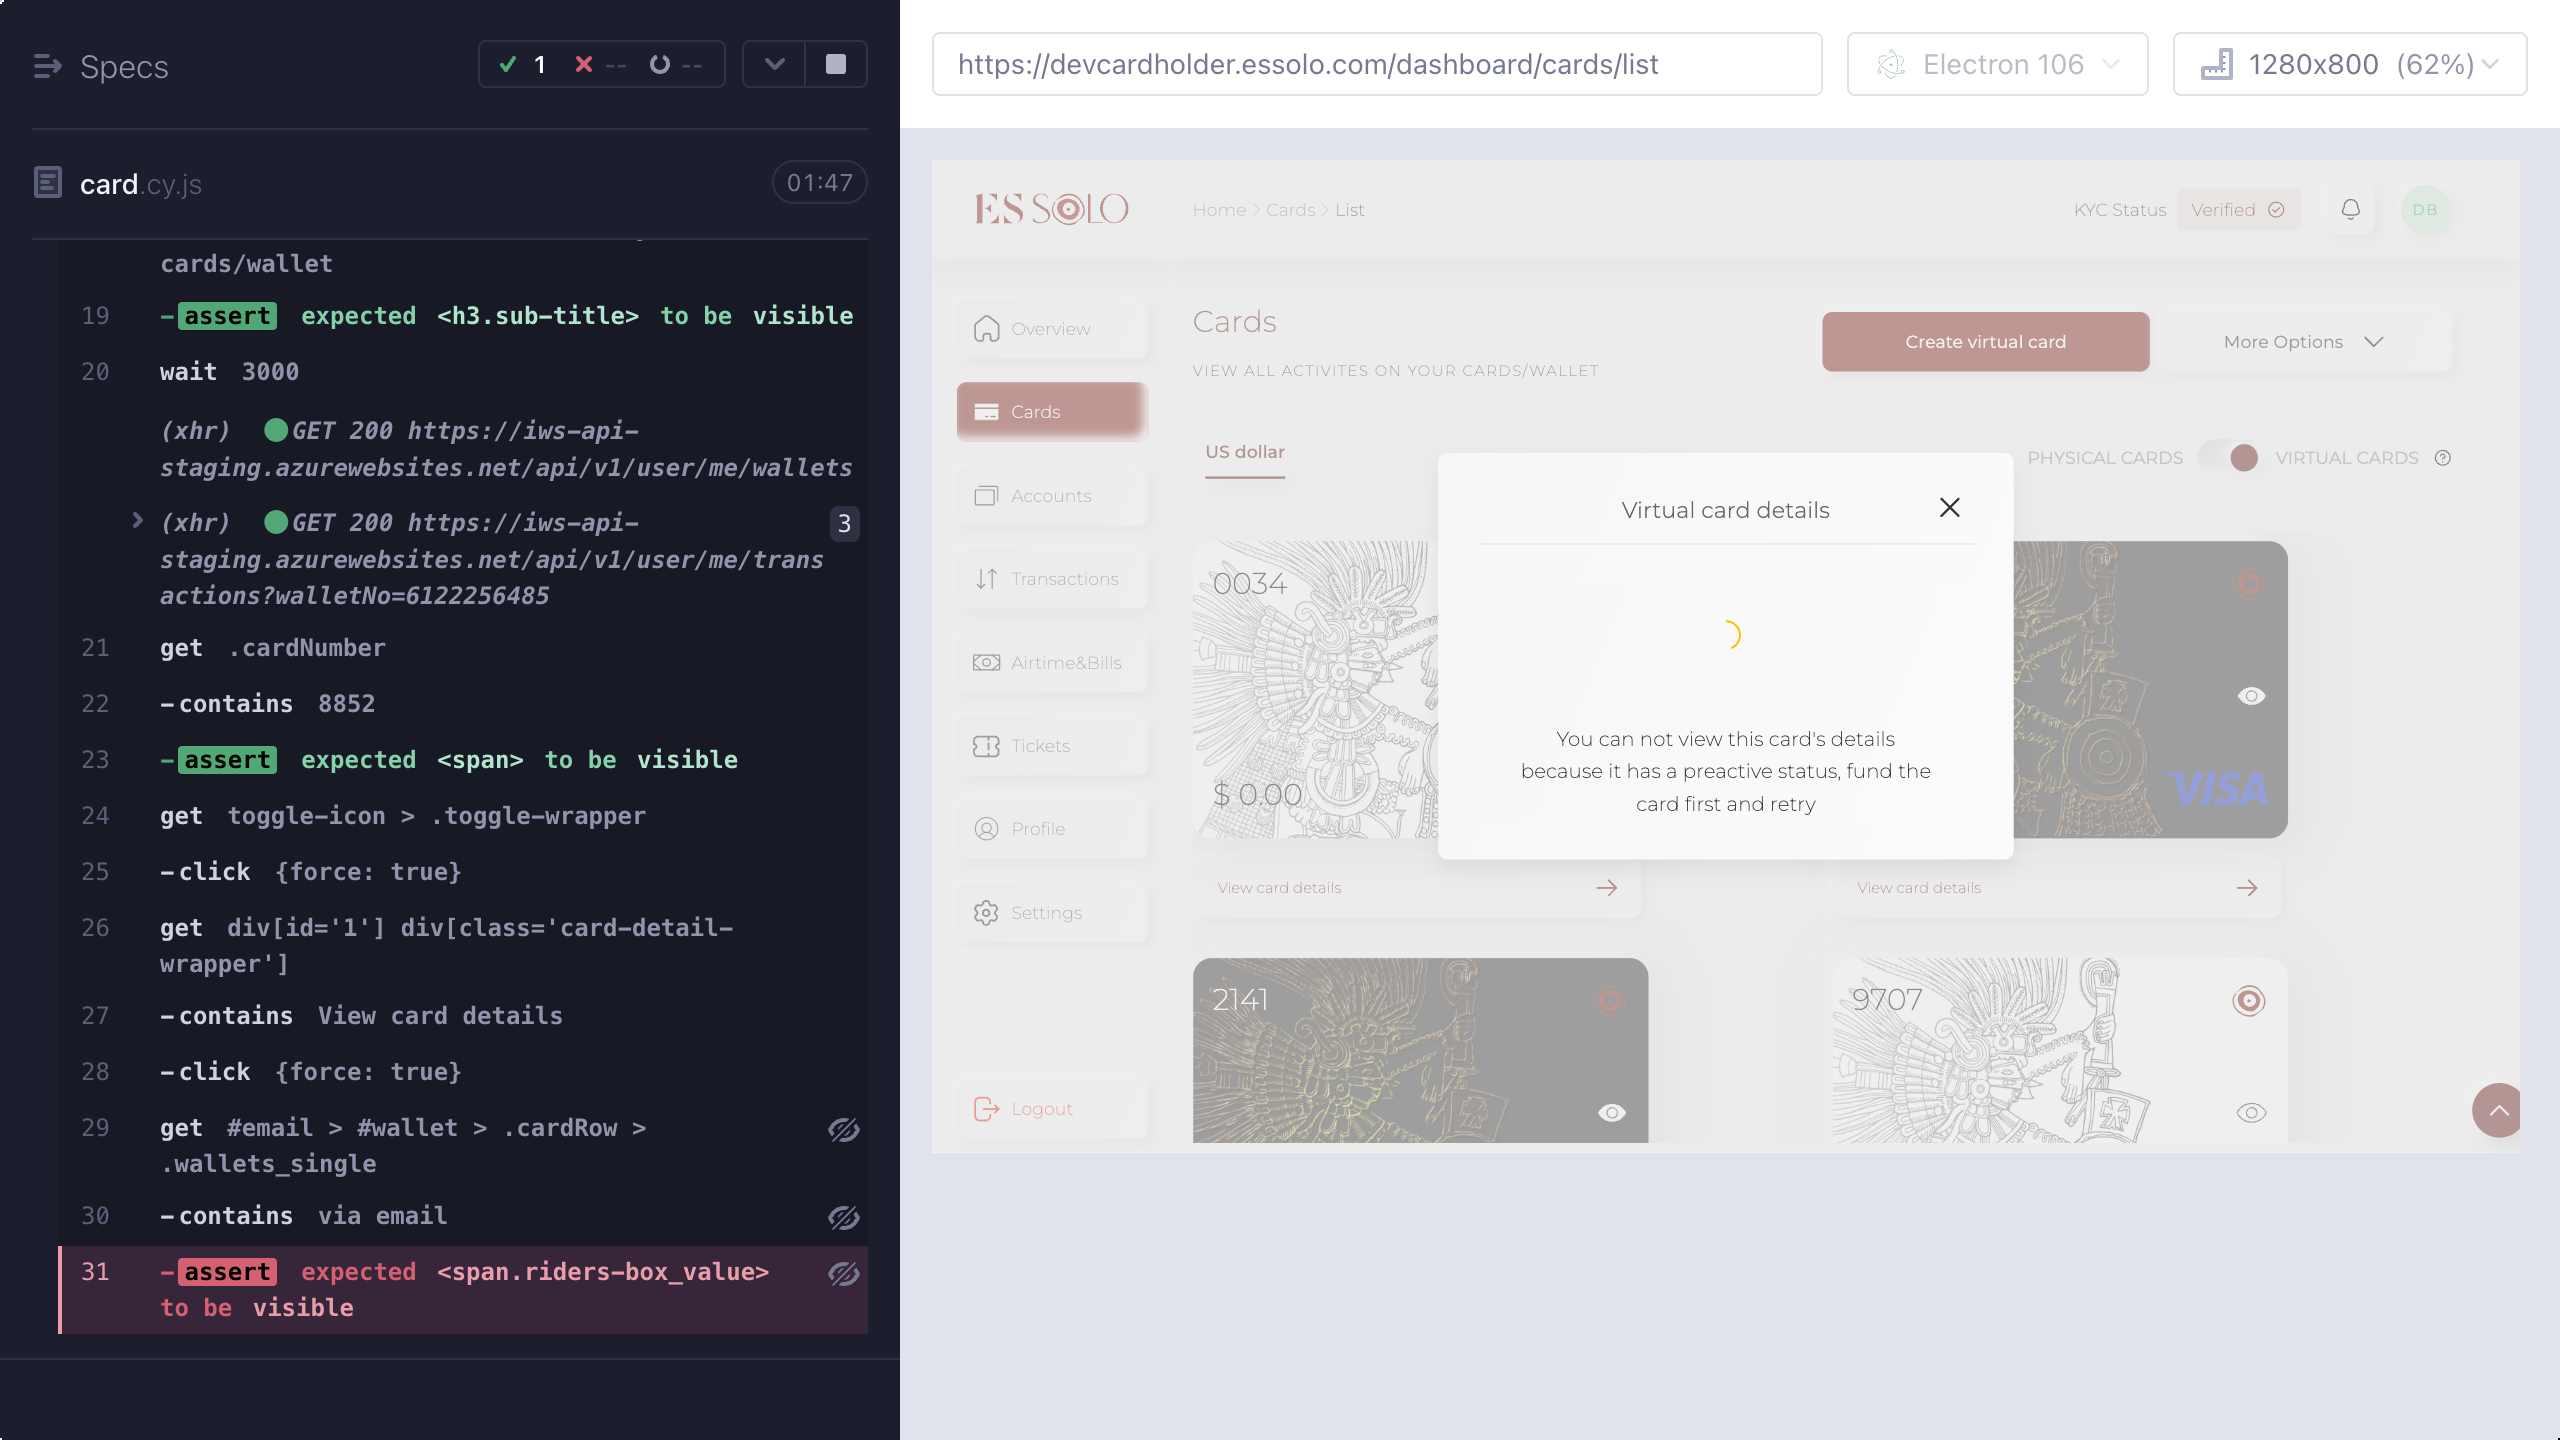 Specs
1
--
--
card.cy.js
01:47
cards/wallet
19 -assert expected <h3.sub-title> to be visible
20 wait 3000
(xhr) GET 200 https://iws-api-
staging.azurewebsites.net/api/v1/user/me/wallets
(xhr) GET 200 https://iws-api-
3
staging.azurewebsites.net/api/v1/user/me/trans
actions?walletNo=6122256485
21 get .cardNumber
22 -contains 8852
23 -assert expected <span> to be visible
24 get toggle-icon > .toggle-wrapper
25 -click {force: true}
26 get div[id='1'] div[class='card-detail-
wrapper']
27 -contains View card details
28 -click {force: true}
29 get #email > #wallet > .cardRow >
.wallets_single
30 -contains via email
31 -assert expected <span.riders-box_value>
to be visible
https://devcardholder.essolo.com/dashboard/cards/list
Electron 106
1280x800 (62%)
ES SOLO
Home > Cards > List
KYC Status
Verified
DB
Overview
Cards
Accounts
Transactions
Airtime&Bills
Tickets
Profile
Settings
Logout
Cards
VIEW ALL ACTIVITES ON YOUR CARDS/WALLET
Create virtual card
More Options
US dollar
PHYSICAL CARDS
VIRTUAL CARDS
0034
$ 0.00
VISA
Virtual card details
You can not view this card's details
because it has a preactive status, fund the
card first and retry
View card details
View card details
2141
9707